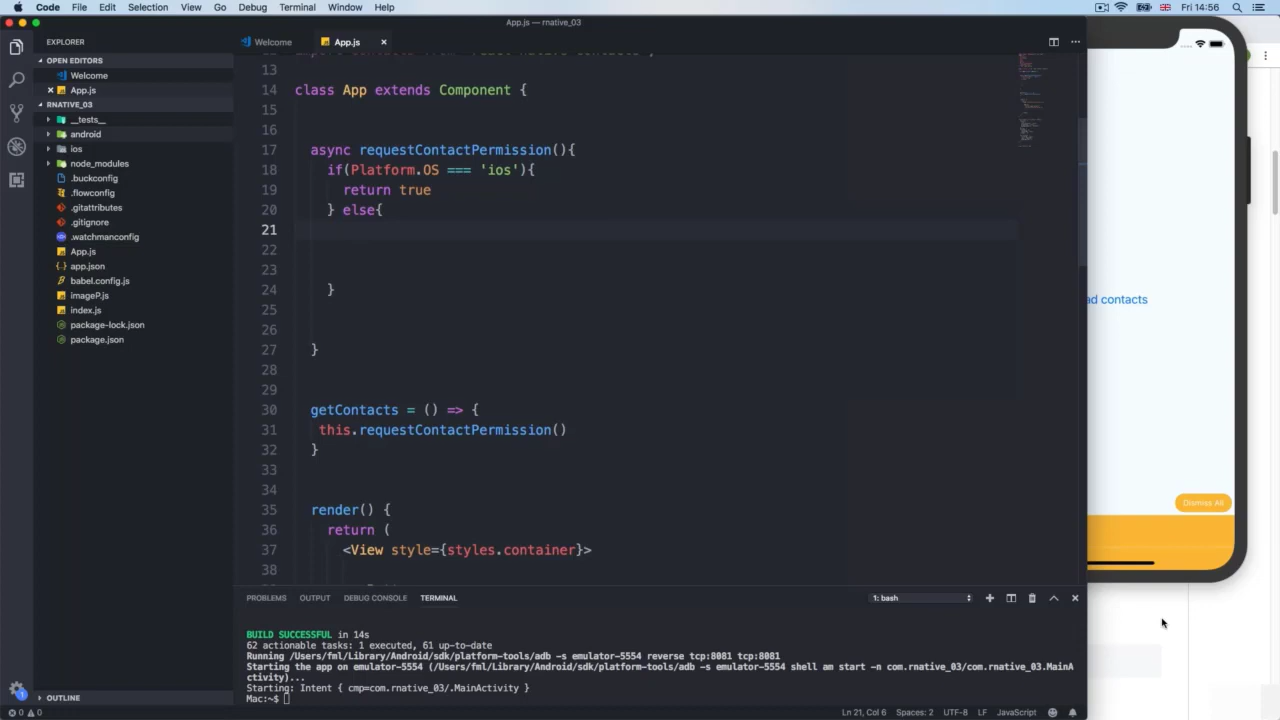 Code File Edit Selection View Go Debug Terminal Window Help Fri 14:56
App.js — rnative_03
EXPLORER
OPEN EDITORS
Welcome
App.js
RNATIVE_03
__tests__
android
ios
node_modules
.buckconfig
.flowconfig
.gitattributes
.gitignore
.watchmanconfig
App.js
app.json
babel.config.js
imageP.js
index.js
package-lock.json
package.json
OUTLINE
Welcome App.js
13
14 class App extends Component {
15
16
17 async requestContactPermission(){
18 if(Platform.OS === 'ios'){
19 return true
20 } else{
21
22
23
24 }
25
26
27 }
28
29
30 getContacts = () => {
31 this.requestContactPermission()
32 }
33
34
35 render() {
36 return (
37 <View style={styles.container}>
38
ad contacts
Dismiss All
PROBLEMS OUTPUT DEBUG CONSOLE TERMINAL 1: bash
BUILD SUCCESSFUL in 14s
62 actionable tasks: 1 executed, 61 up-to-date
Running /Users/fml/Library/Android/sdk/platform-tools/adb -s emulator-5554 reverse tcp:8081 tcp:8081
Starting the app on emulator-5554 (/Users/fml/Library/Android/sdk/platform-tools/adb -s emulator-5554 shell am start -n com.rnative_03/com.rnative_03.MainA
ctivity)...
Starting: Intent { cmp=com.rnative_03/.MainActivity }
Mac:~$
1
0 0 Ln 21, Col 6 Spaces: 2 UTF-8 LF JavaScript